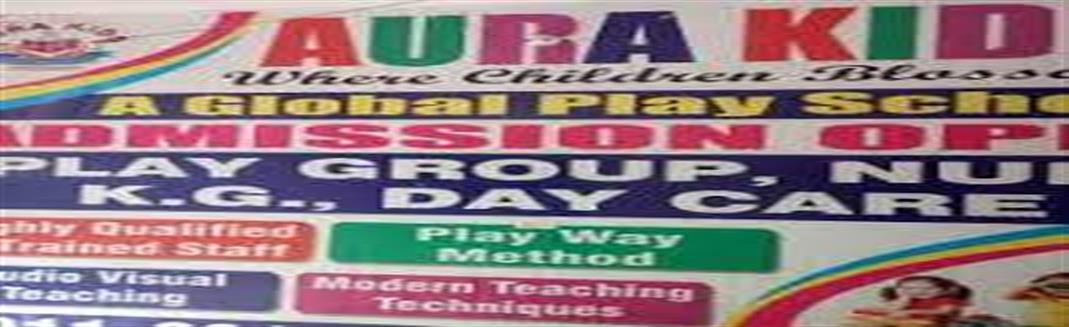 AURA KID
Where Children Blosso
A Global Play Scho
ADMISSION OP
PLAY GROUP, NU
K.G., DAY CARE
ghly Qualified
Trained Staff
Play Way
Method
udio Visual
Teaching
Modern Teaching
Techniques